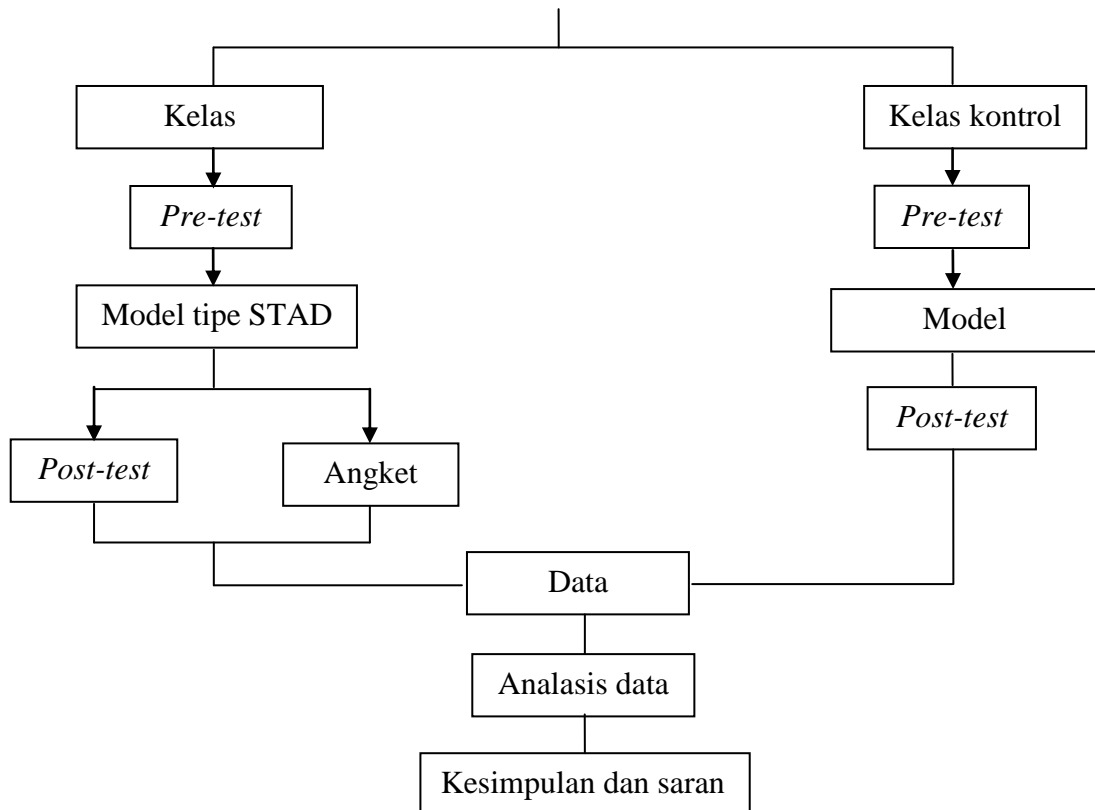 Kelas
Kelas kontrol
Pre-test
Pre-test
Model tipe STAD
Model
Post-test
Post-test
Angket
Data
Analasis data
Kesimpulan dan saran